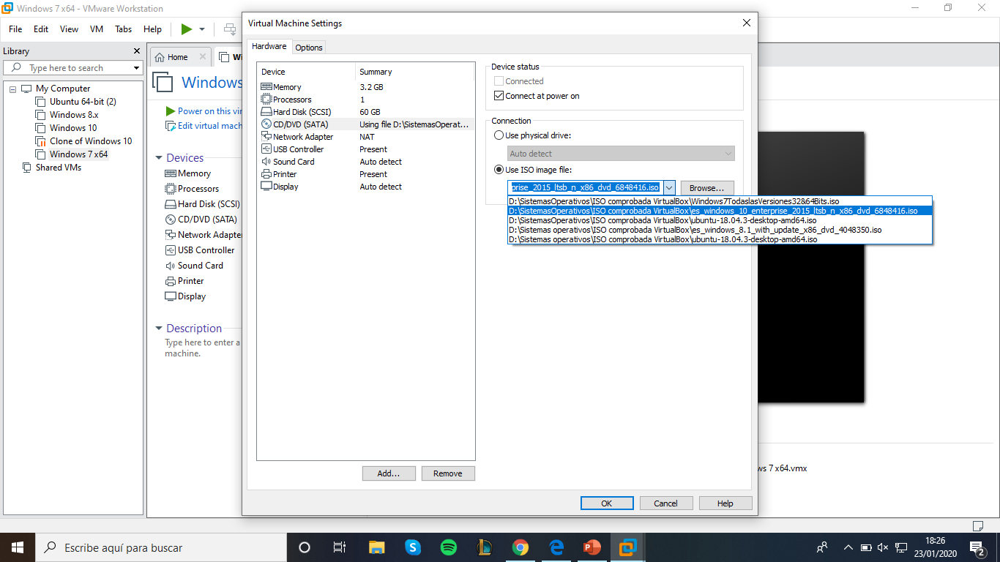 Windows 7 x64 - VMware Workstation
File Edit View VM Tabs Help
Library
Type here to search
My Computer
Ubuntu 64-bit (2)
Windows 8.x
Windows 10
Clone of Windows 10
Windows 7 x64
Shared VMs
Home
Wi
Windows
Power on this vir
Edit virtual mach
Devices
Memory
Processors
Hard Disk (SCSI)
CD/DVD (SATA)
Network Adapte
USB Controller
Sound Card
Printer
Display
Description
Type here to enter a
machine.
Virtual Machine Settings
Hardware Options
Device Summary
Memory 3.2 GB
Processors 1
Hard Disk (SCSI) 60 GB
CD/DVD (SATA) Using file D:\SistemasOperat...
Network Adapter NAT
USB Controller Present
Sound Card Auto detect
Printer Present
Display Auto detect
Add... Remove
Device status
Connected
Connect at power on
Connection
Use physical drive:
Auto detect
Use ISO image file:
prise_2015_ltsb_n_x86_dvd_6848416.iso Browse...
D:\SistemasOperativos\ISO comprobada VirtualBox\Windows7TodaslasVersiones32&64Bits.iso
D:\SistemasOperativos\ISO comprobada VirtualBox\es_windows_10_enterprise_2015_ltsb_n_x86_dvd_6848416.iso
D:\SistemasOperativos\ISO comprobada VirtualBox\ubuntu-18.04.3-desktop-amd64.iso
D:\Sistemas operativos\ISO comprobada VirtualBox\es_windows_8.1_with_update_x86_dvd_4048350.iso
D:\Sistemas operativos\ISO comprobada VirtualBox\ubuntu-18.04.3-desktop-amd64.iso
OK Cancel Help
ws 7 x64.vmx
Escribe aquí para buscar
18:26
23/01/2020
2